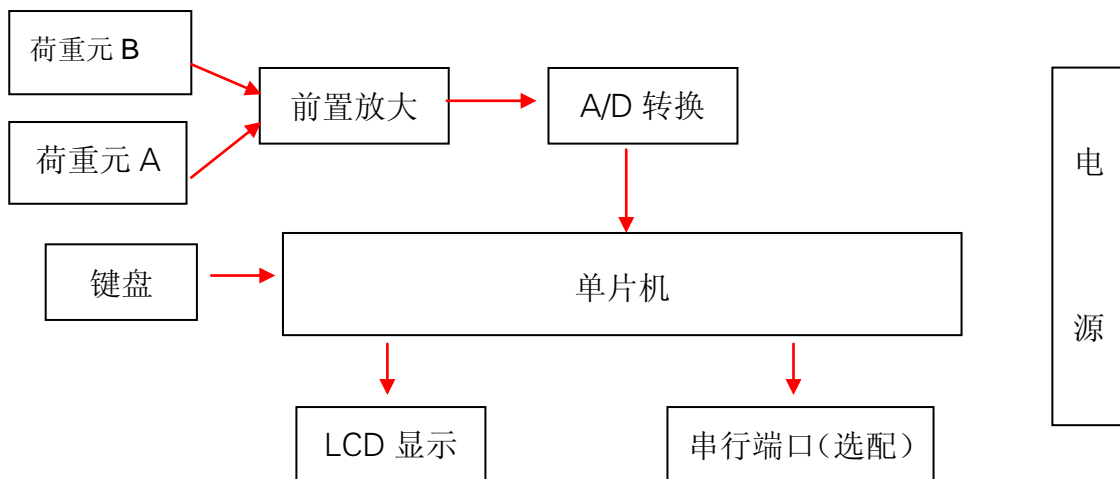 荷重元 B
前置放大
A/D 转换
荷重元 A
电
源
键盘
单片机
LCD 显示
串行端口（选配）